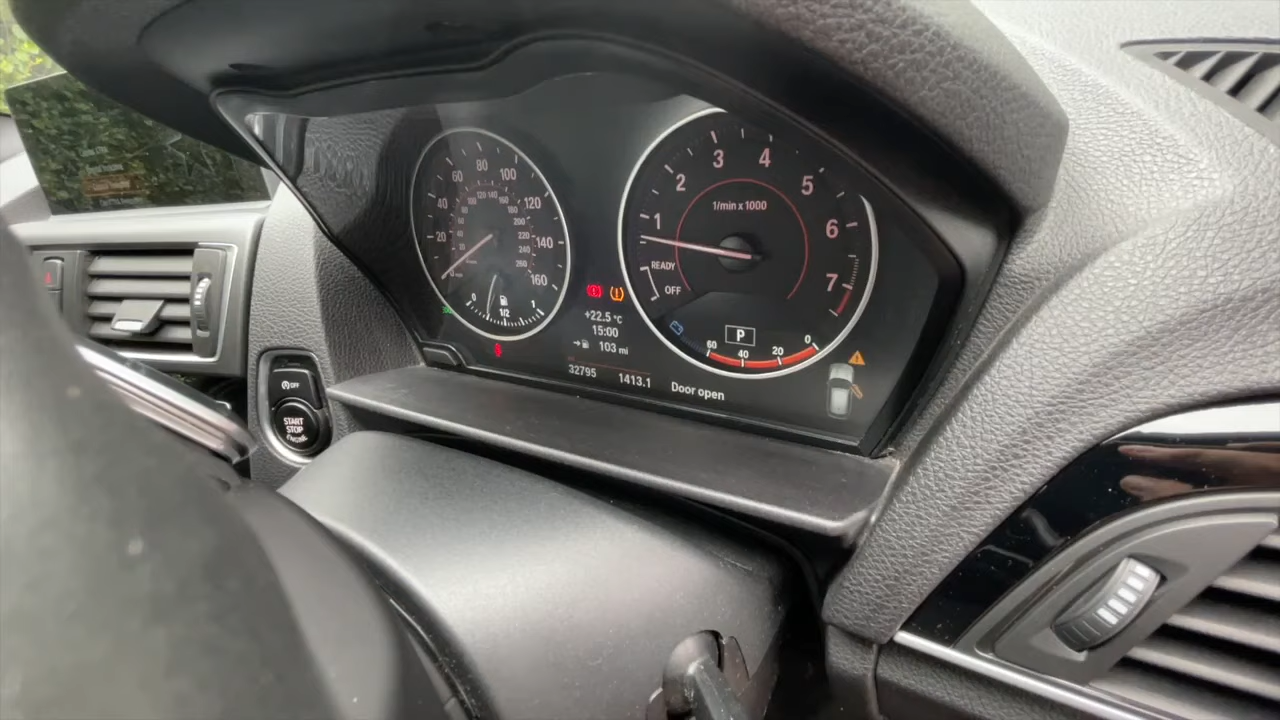 20
40
60
80
100
120
140
160
0
1/2
1
+22.5 °C
15:00
103 mi
32795
1413.1
1
2
3
4
5
6
7
1/min x 1000
READY
OFF
P
60
40
20
0
Door open
OFF
START
STOP
ENGINE